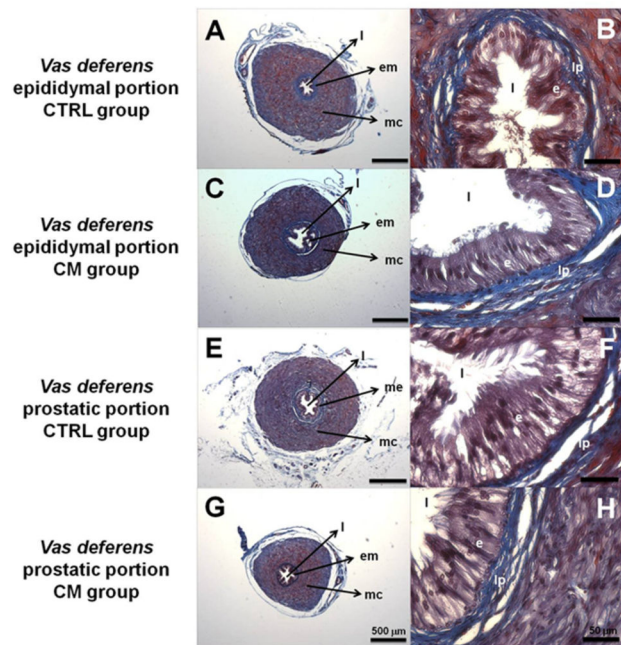 Vas deferens
epididymal portion
CTRL group
A
l
em
mc
B
l
e
lp
Vas deferens
epididymal portion
CM group
C
l
em
mc
D
l
e
lp
Vas deferens
prostatic portion
CTRL group
E
l
me
mc
F
l
e
lp
Vas deferens
prostatic portion
CM group
G
l
em
mc
500 µm
H
l
e
lp
50 µm